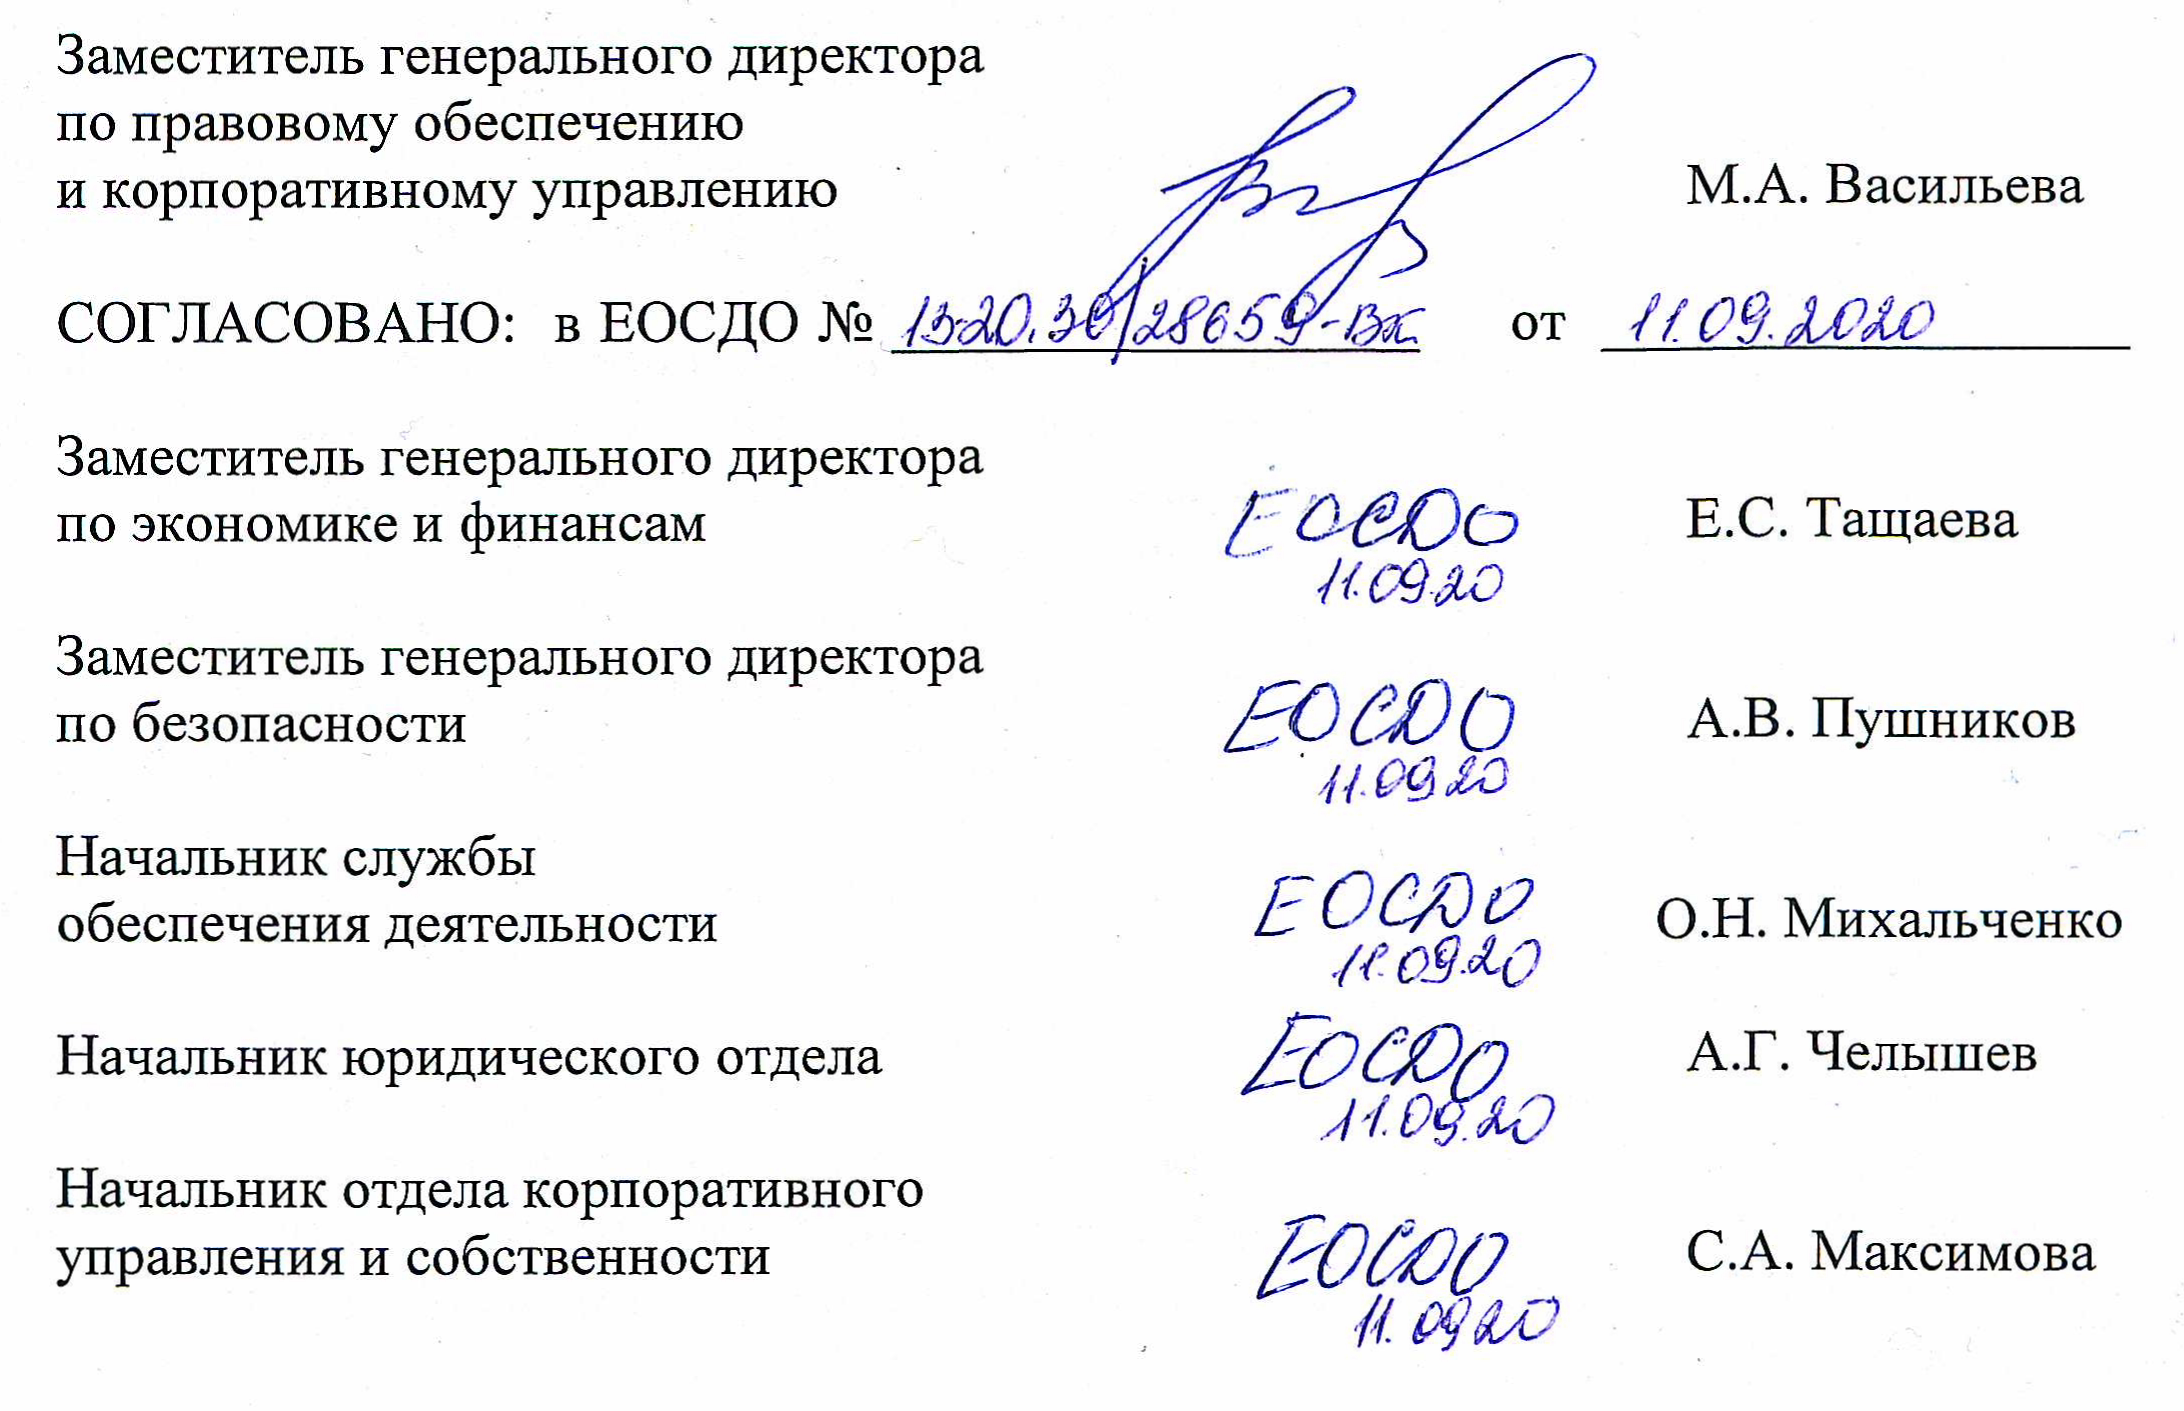 Заместитель генерального директора
по правовому обеспечению
и корпоративному управлению М.А. Васильева
СОГЛАСОВАНО: в ЕОСДО № 13-20.30/28659-Вк от 11.09.2020
Заместитель генерального директора
по экономике и финансам ЕОСДО Е.С. Тащаева
11.09.20
Заместитель генерального директора
по безопасности ЕОСДО А.В. Пушников
11.09.20
Начальник службы
обеспечения деятельности ЕОСДО О.Н. Михальченко
11.09.20
Начальник юридического отдела ЕОСДО А.Г. Челышев
11.09.20
Начальник отдела корпоративного
управления и собственности ЕОСДО С.А. Максимова
11.09.20